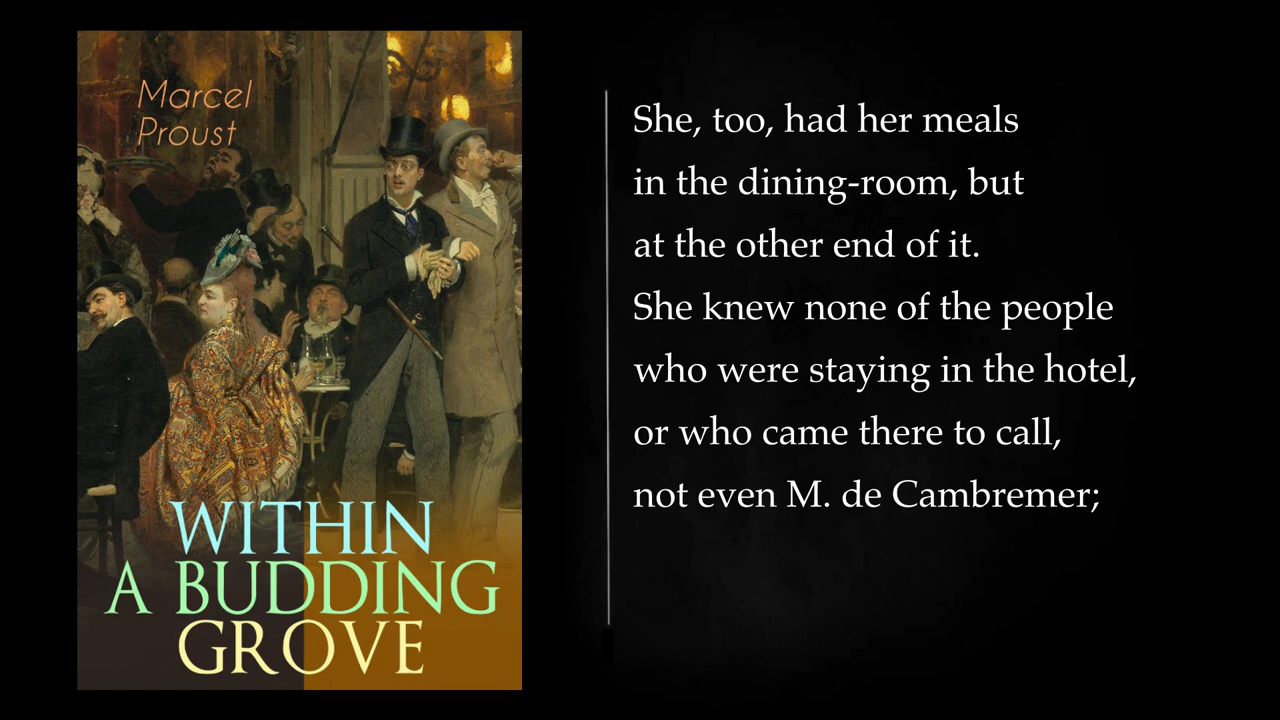 Marcel
Proust
WITHIN
A BUDDING
GROVE
She, too, had her meals
in the dining-room, but
at the other end of it.
She knew none of the people
who were staying in the hotel,
or who came there to call,
not even M. de Cambremer;